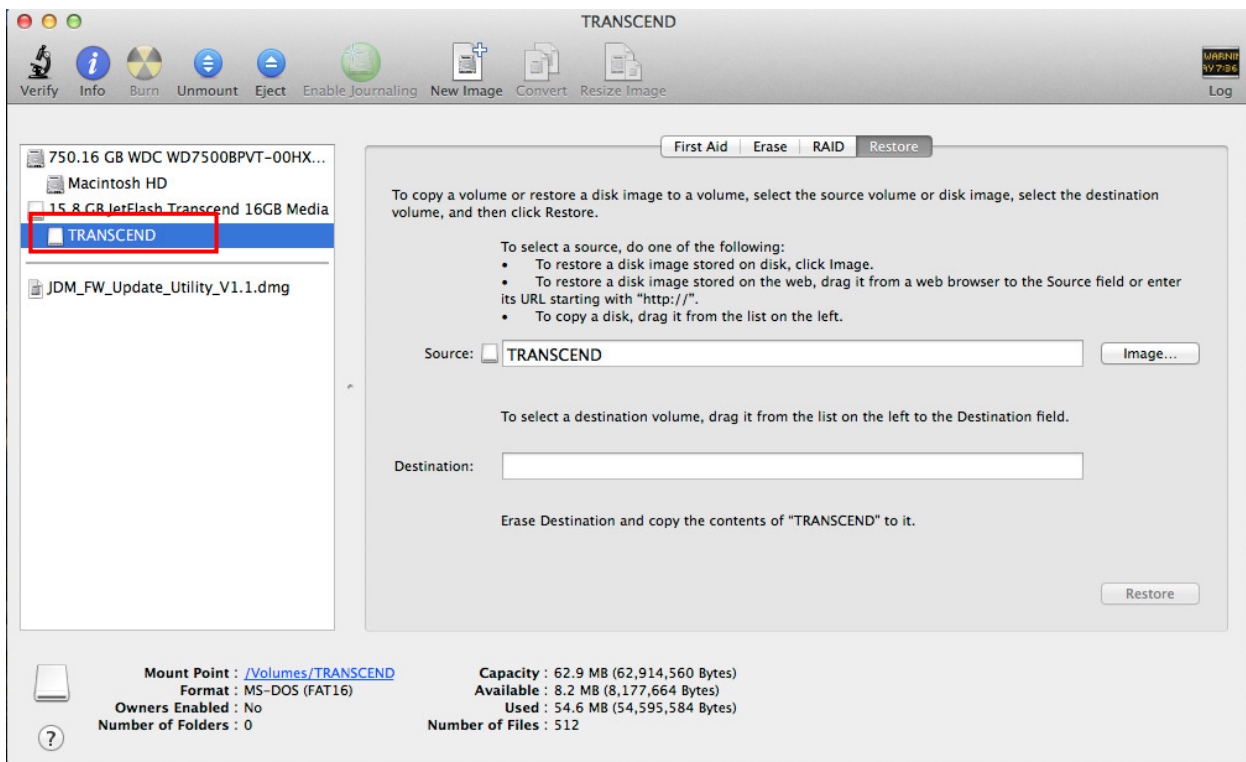 TRANSCEND
Verify Info Burn Unmount Eject Enable Journaling New Image Convert Resize Image
WARNIN
AY 7:36
Log
750.16 GB WDC WD7500BPVT-00HX...
Macintosh HD
15.8 GB JetFlash Transcend 16GB Media
TRANSCEND
JDM_FW_Update_Utility_V1.1.dmg
First Aid Erase RAID Restore
To copy a volume or restore a disk image to a volume, select the source volume or disk image, select the destination
volume, and then click Restore.
To select a source, do one of the following:
• To restore a disk image stored on disk, click Image.
• To restore a disk image stored on the web, drag it from a web browser to the Source field or enter
its URL starting with “http://”.
• To copy a disk, drag it from the list on the left.
Source: TRANSCEND Image...
To select a destination volume, drag it from the list on the left to the Destination field.
Destination:
Erase Destination and copy the contents of “TRANSCEND” to it.
Restore
Mount Point : /Volumes/TRANSCEND
Format : MS-DOS (FAT16)
Owners Enabled : No
Number of Folders : 0
Capacity : 62.9 MB (62,914,560 Bytes)
Available : 8.2 MB (8,177,664 Bytes)
Used : 54.6 MB (54,595,584 Bytes)
Number of Files : 512
?